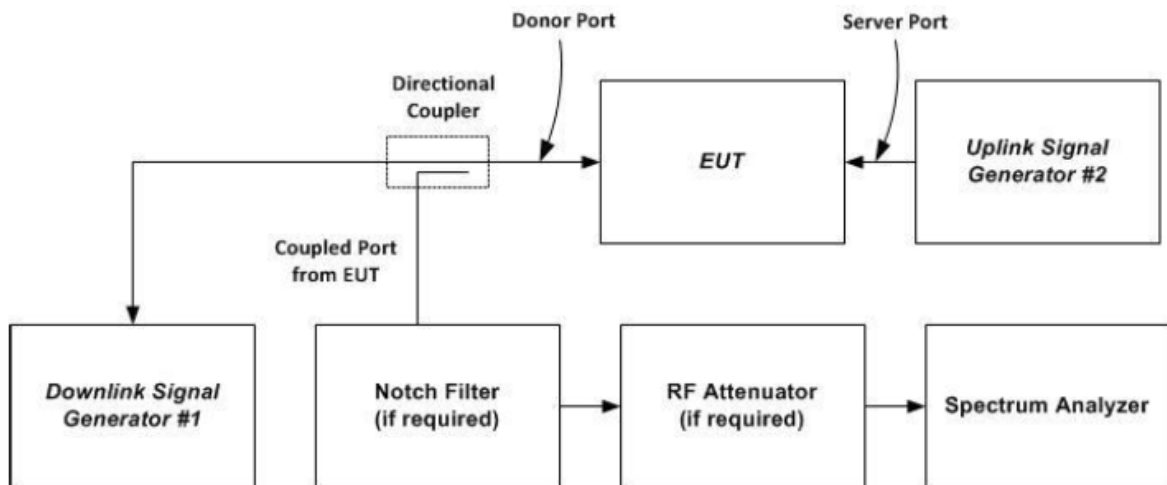 Donor Port
Server Port
Directional
Coupler
EUT
Uplink Signal
Generator #2
Coupled Port
from EUT
Downlink Signal
Generator #1
Notch Filter
(if required)
RF Attenuator
(if required)
Spectrum Analyzer